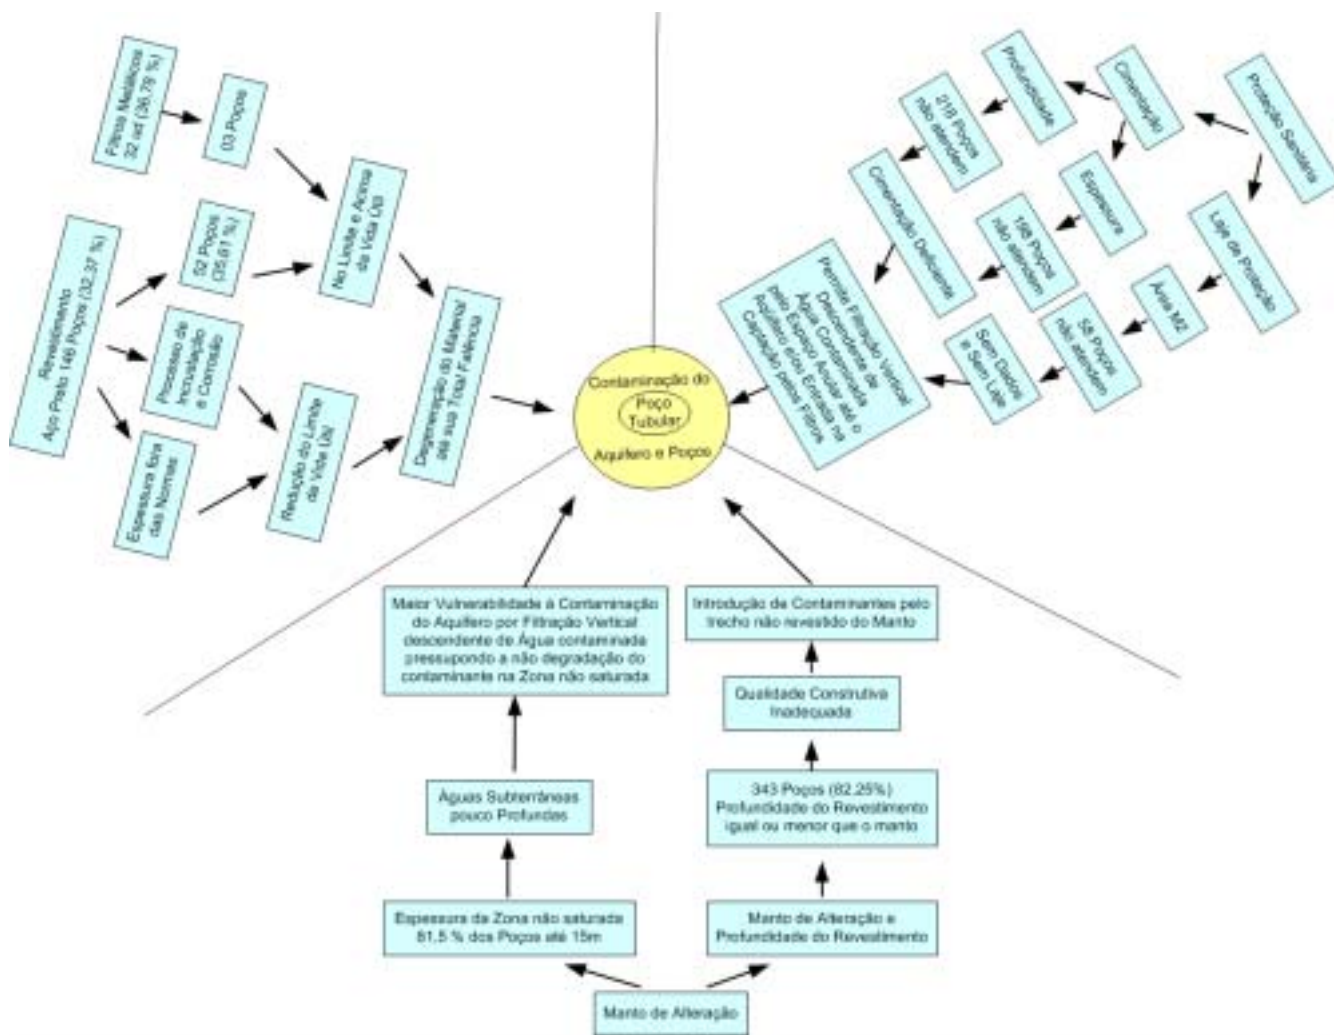 Filtros Metálicos
32 ud (36,78 %)
03 Poços
Revestimento
Aço Preto 146 Poços (32,37 %)
52 Poços
(35,61 %)
Processo de
Incrustação
e Corrosão
Espessura fora
das Normas
No Limite e Acima
da Vida Útil
Redução do Limite
da Vida Útil
Degeneração do Material
até sua Total Falência
Proteção Sanitária
Cimentação
Profundidade
218 Poços
não atendem
Espessura
198 Poços
não atendem
Cimentação Deficiente
Laje de Proteção
Área M2
58 Poços
não atendem
Sem Dados
e Sem Laje
Permite Filtração Vertical
Descendente de
Água Contaminada
pelo Espaço Anular até o
Aqüífero e/ou Entrada na
Captação pelos Filtros
Contaminação do
Poço
Tubular
Aquifero e Poços
Maior Vulnerabilidade à Contaminação
do Aquifero por Filtração Vertical
descendente de Água contaminada
pressupondo a não degradação do
contaminante na Zona não saturada
Introdução de Contaminantes pelo
trecho não revestido do Manto
Qualidade Construtiva
Inadequada
Águas Subterrâneas
pouco Profundas
343 Poços (82.25%)
Profundidade do Revestimento
igual ou menor que o manto
Espessura da Zona não saturada
81,5 % dos Poços até 15m
Manto de Alteração e
Profundidade do Revestimento
Manto de Alteração